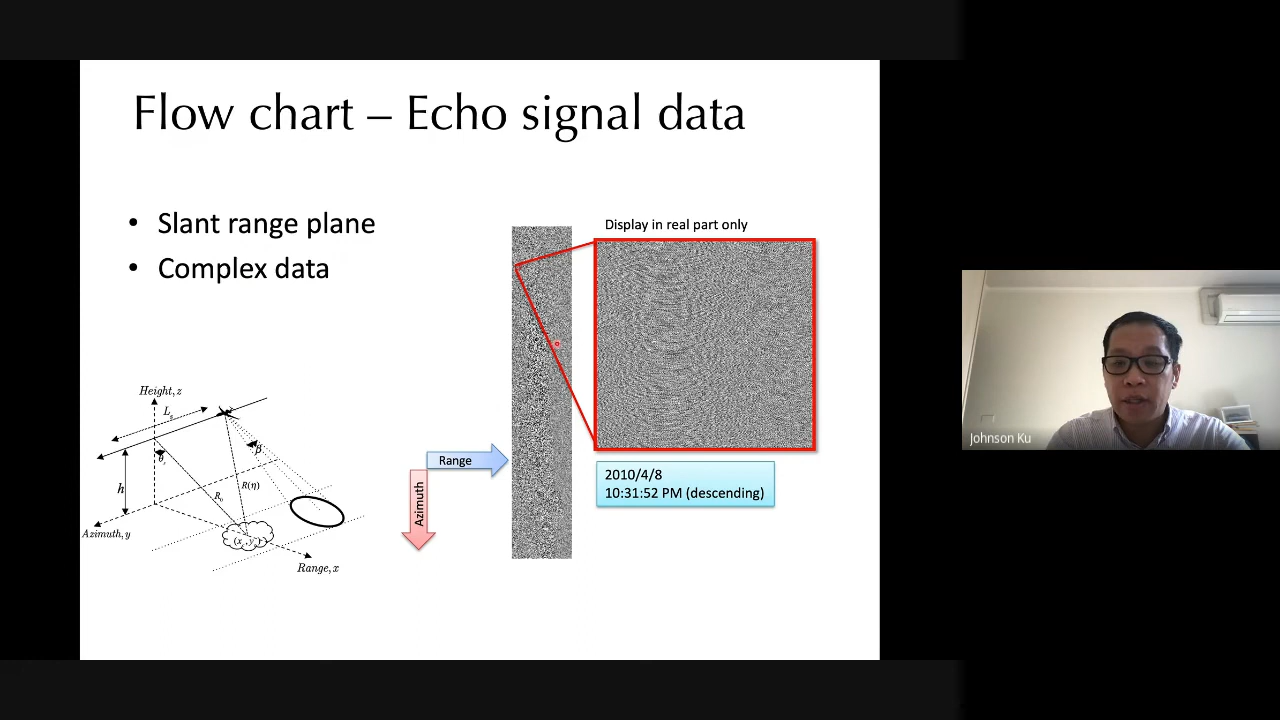 Flow chart – Echo signal data
• Slant range plane
• Complex data
Display in real part only
Height, z
β
h
R(η)
R₀
Azimuth, y
Range, x
Range
Azimuth
2010/4/8
10:31:52 PM (descending)
Johnson Ku